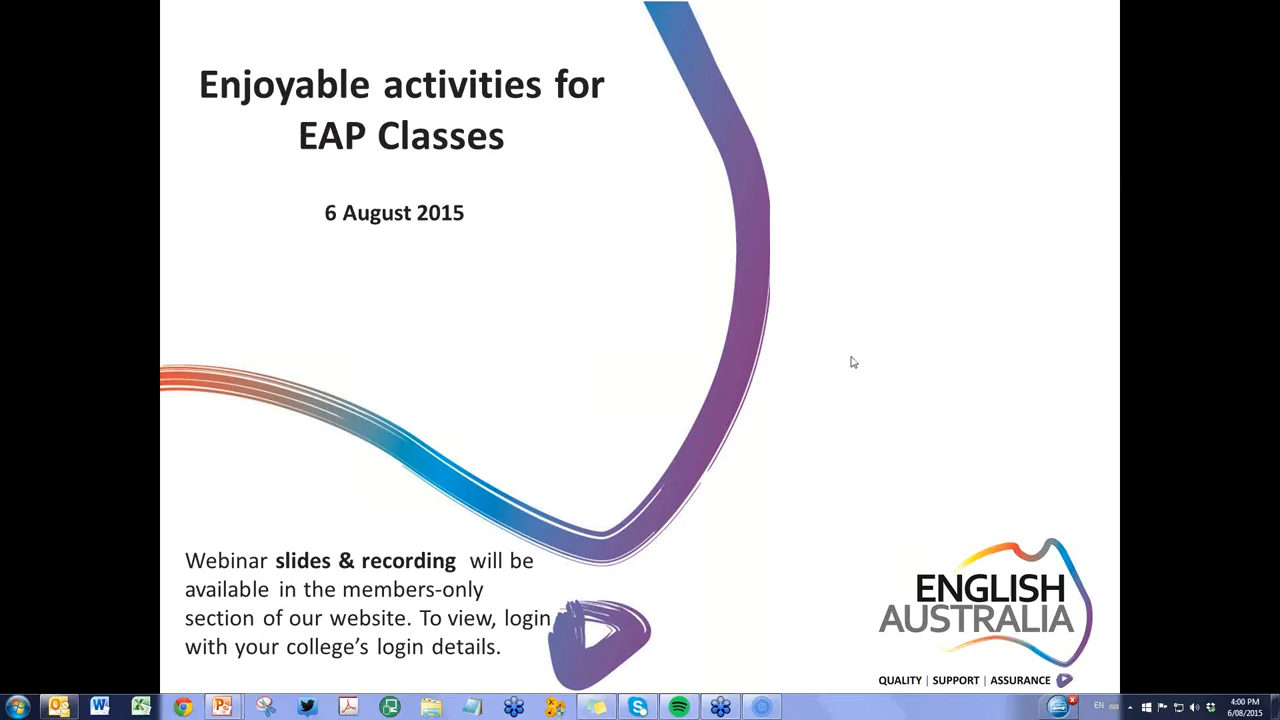 Enjoyable activities for
EAP Classes
6 August 2015
Webinar slides & recording will be
available in the members-only
section of our website. To view, login
with your college's login details.
ENGLISH
AUSTRALIA
QUALITY | SUPPORT | ASSURANCE
EN
4:00 PM
6/08/2015